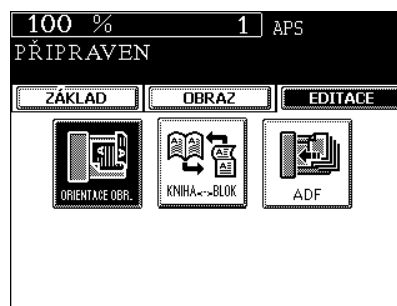 100 % 1 APS
PŘIPRAVEN
ZÁKLAD OBRAZ EDITACE
ORIENTACE OBR. KNIHA<-->BLOK ADF